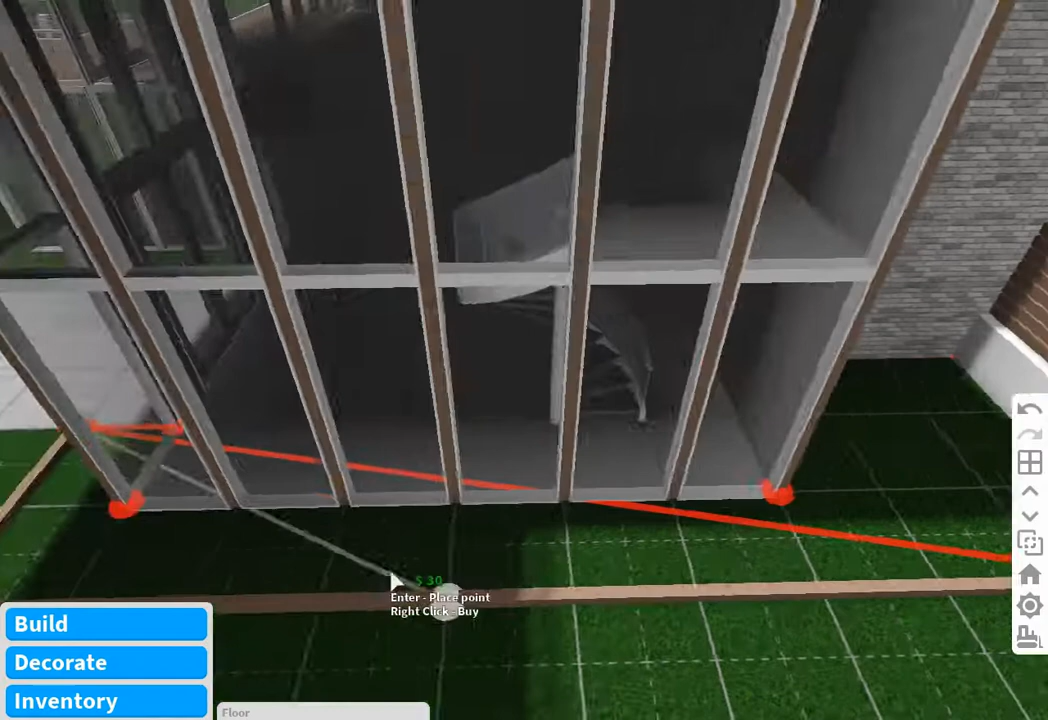 $ 30
Enter - Place point
Right Click - Buy
Build
Decorate
Inventory
Floor